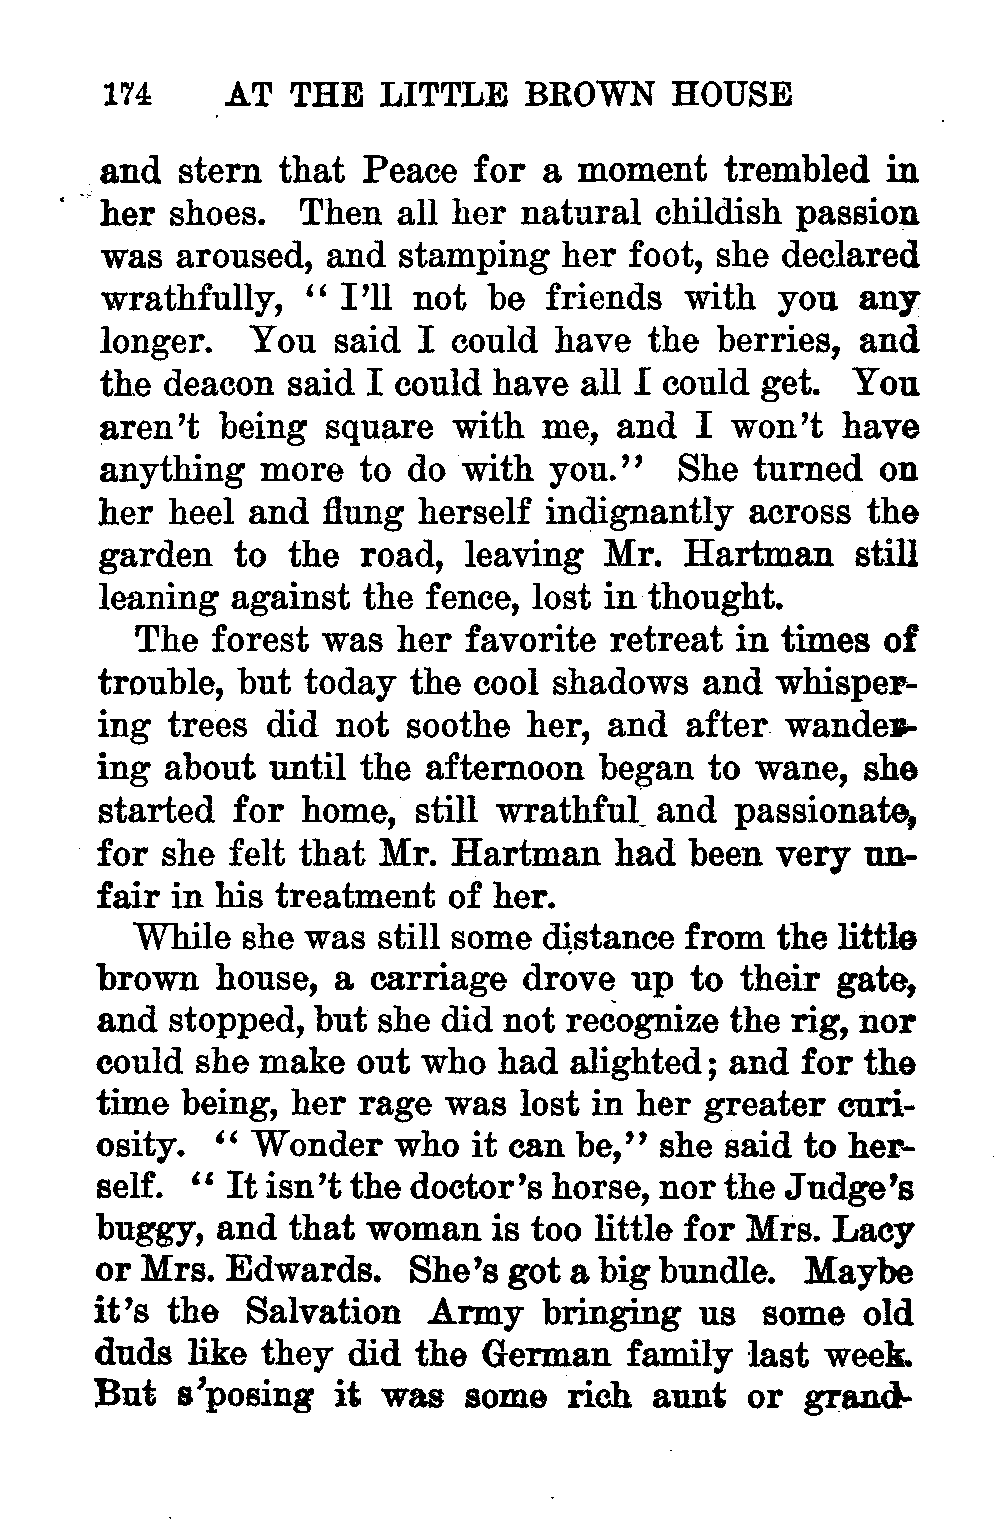 174 AT THE LITTLE BROWN HOUSE
and stern that Peace for a moment trembled in
her shoes. Then all her natural childish passion
was aroused, and stamping her foot, she declared
wrathfully, “ I’ll not be friends with you any
longer. You said I could have the berries, and
the deacon said I could have all I could get. You
aren’t being square with me, and I won’t have
anything more to do with you.” She turned on
her heel and flung herself indignantly across the
garden to the road, leaving Mr. Hartman still
leaning against the fence, lost in thought.
The forest was her favorite retreat in times of
trouble, but today the cool shadows and whisper-
ing trees did not soothe her, and after wander-
ing about until the afternoon began to wane, she
started for home, still wrathful and passionate,
for she felt that Mr. Hartman had been very un-
fair in his treatment of her.
While she was still some distance from the little
brown house, a carriage drove up to their gate,
and stopped, but she did not recognize the rig, nor
could she make out who had alighted; and for the
time being, her rage was lost in her greater curi-
osity. “ Wonder who it can be,” she said to her-
self. “ It isn’t the doctor’s horse, nor the Judge’s
buggy, and that woman is too little for Mrs. Lacy
or Mrs. Edwards. She’s got a big bundle. Maybe
it’s the Salvation Army bringing us some old
duds like they did the German family last week.
But s’posing it was some rich aunt or grand-